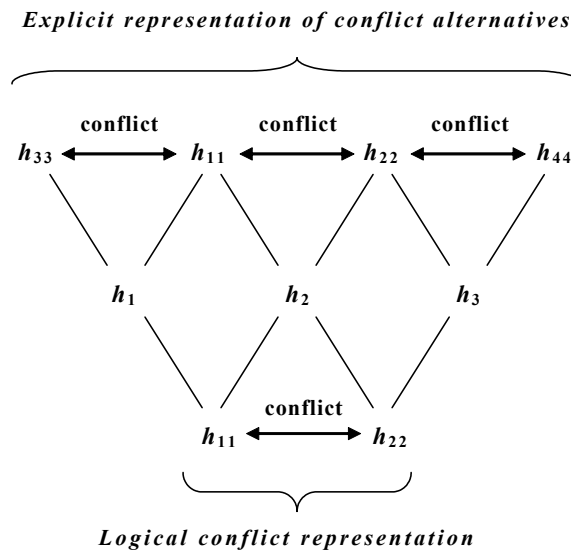 Explicit representation of conflict alternatives
conflict conflict conflict
h33 h11 h22 h44
h1 h2 h3
conflict
h11 h22
Logical conflict representation